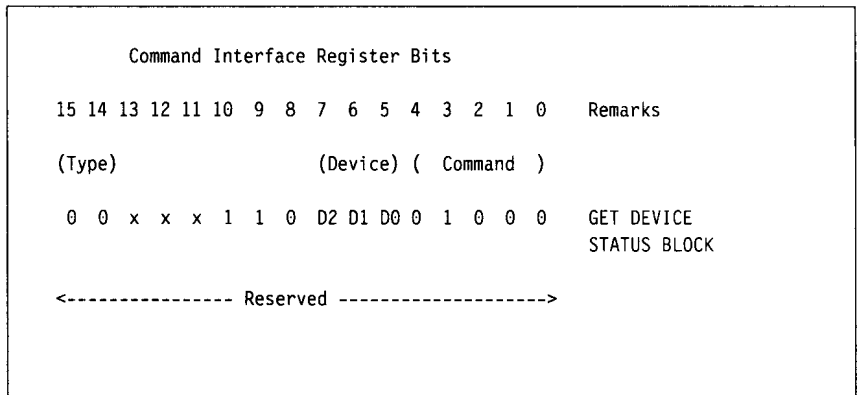 Command Interface Register Bits
15 14 13 12 11 10 9 8 7 6 5 4 3 2 1 0 Remarks
(Type) (Device) ( Command )
0 0 x x x 1 1 0 D2 D1 D0 0 1 0 0 0 GET DEVICE
STATUS BLOCK
<---------------- Reserved -------------------->